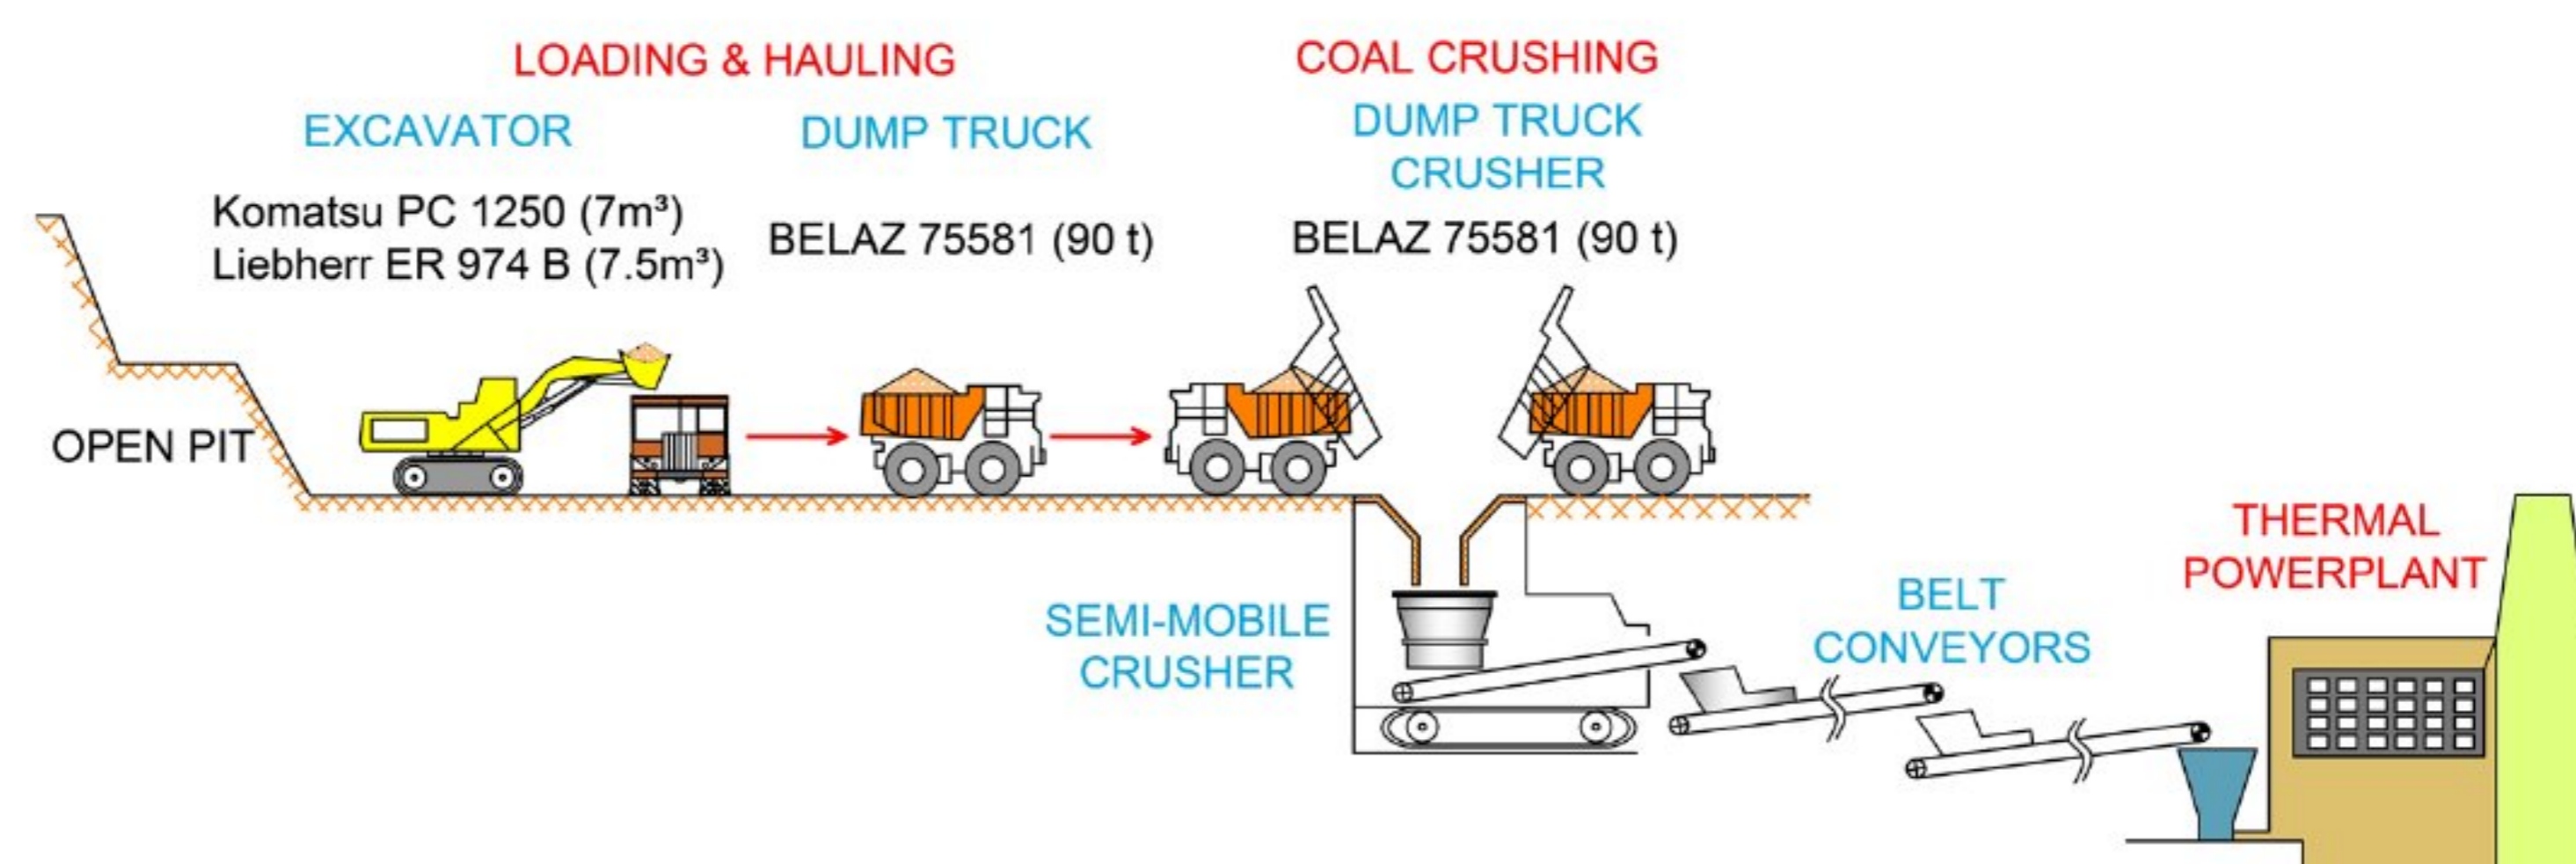 LOADING & HAULING
COAL CRUSHING
EXCAVATOR
DUMP TRUCK
DUMP TRUCK
CRUSHER
Komatsu PC 1250 (7m³)
Liebherr ER 974 B (7.5m³)
BELAZ 75581 (90 t)
BELAZ 75581 (90 t)
OPEN PIT
SEMI-MOBILE
CRUSHER
BELT
CONVEYORS
THERMAL
POWERPLANT